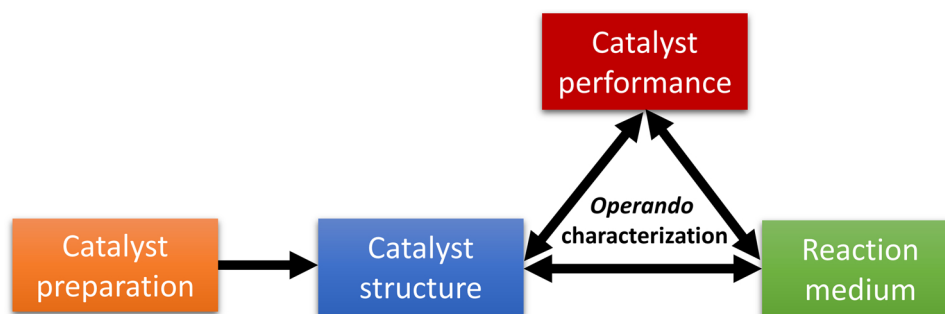 Catalyst
performance
Operando
characterization
Catalyst
preparation
Catalyst
structure
Reaction
medium